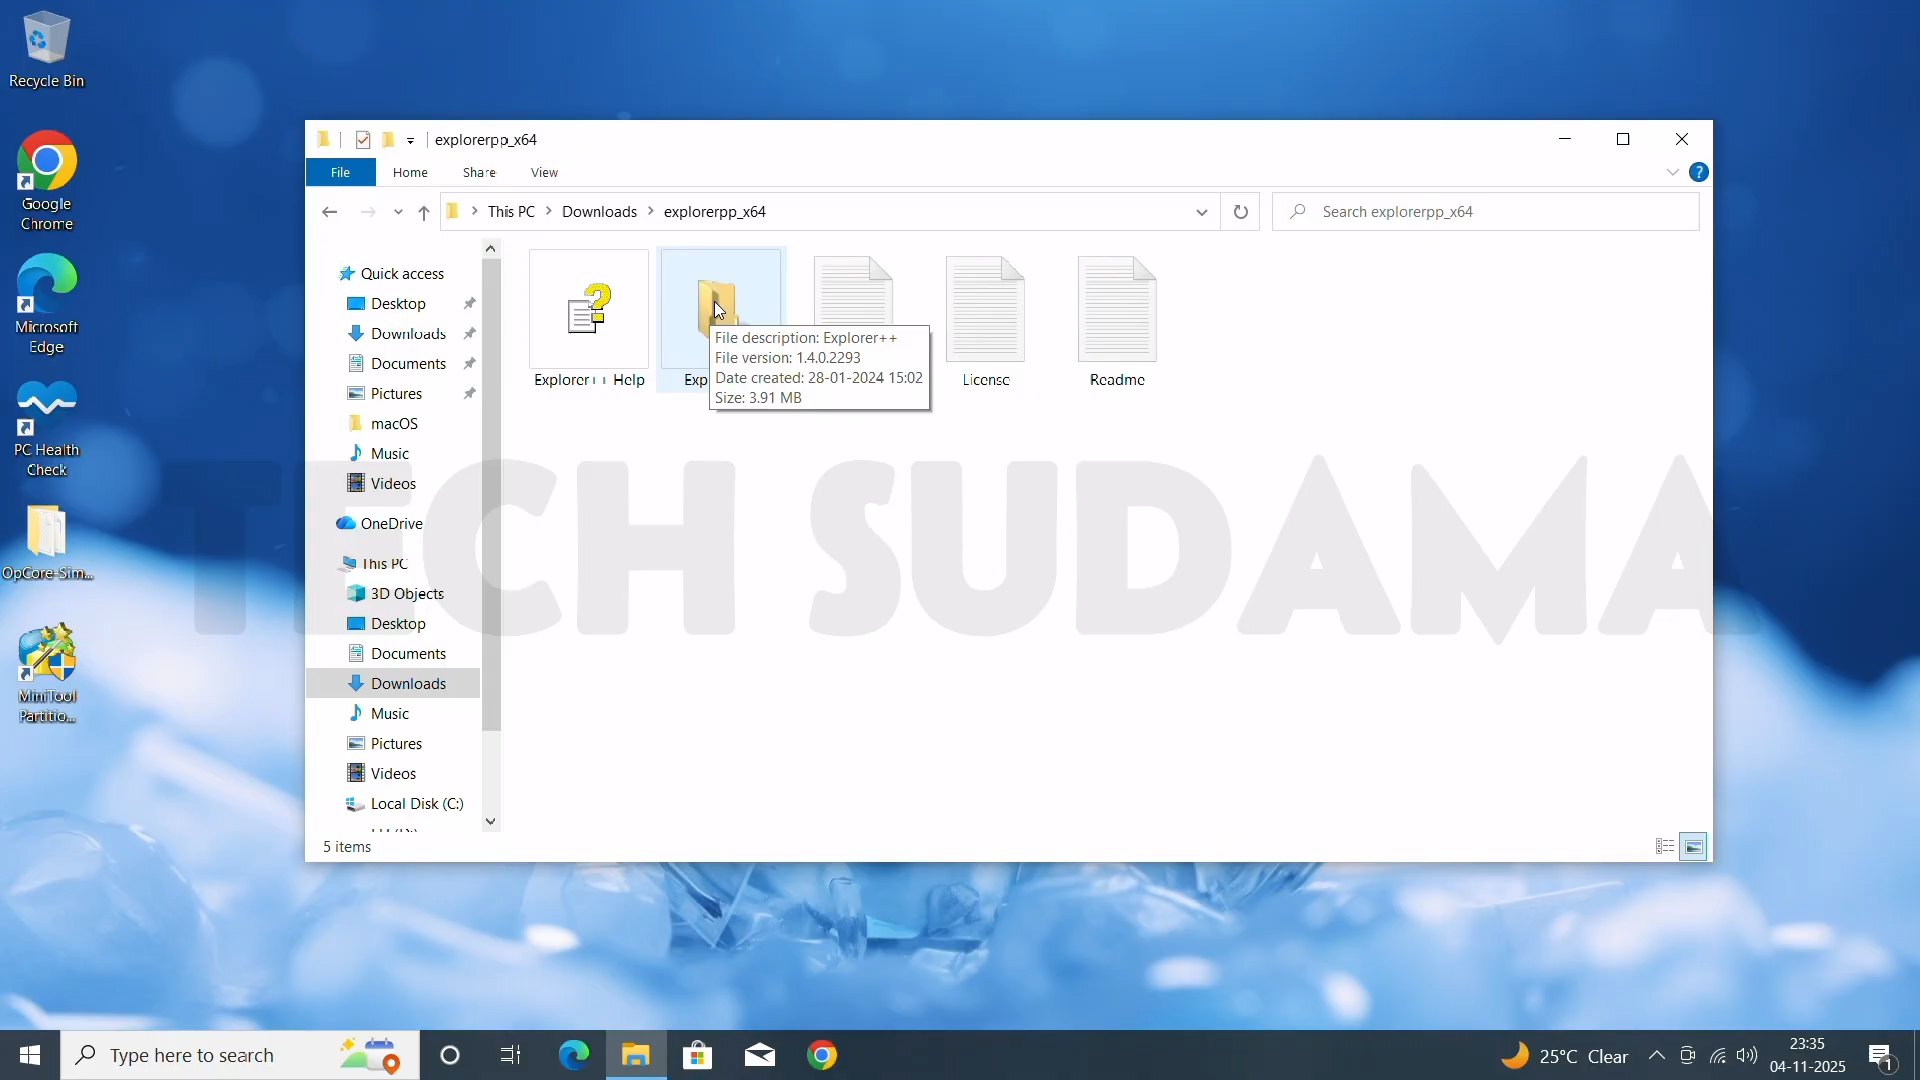 Recycle Bin
Google
Chrome
Microsoft
Edge
PC Health
Check
OpCore-Sim...
MiniTool
Partitio...
explorerpp_x64
File
Home
Share
View
?
This PC
Downloads
explorerpp_x64
Search explorerpp_x64
Quick access
Desktop
Downloads
Documents
Pictures
macOS
Music
Videos
OneDrive
This PC
3D Objects
Desktop
Documents
Downloads
Music
Pictures
Videos
Local Disk (C:)
Explorer++ Help
Exp
License
Readme
File description: Explorer++
File version: 1.4.0.2293
Date created: 28-01-2024 15:02
Size: 3.91 MB
TECH SUDAMA
5 items
Type here to search
25°C Clear
23:35
04-11-2025
1